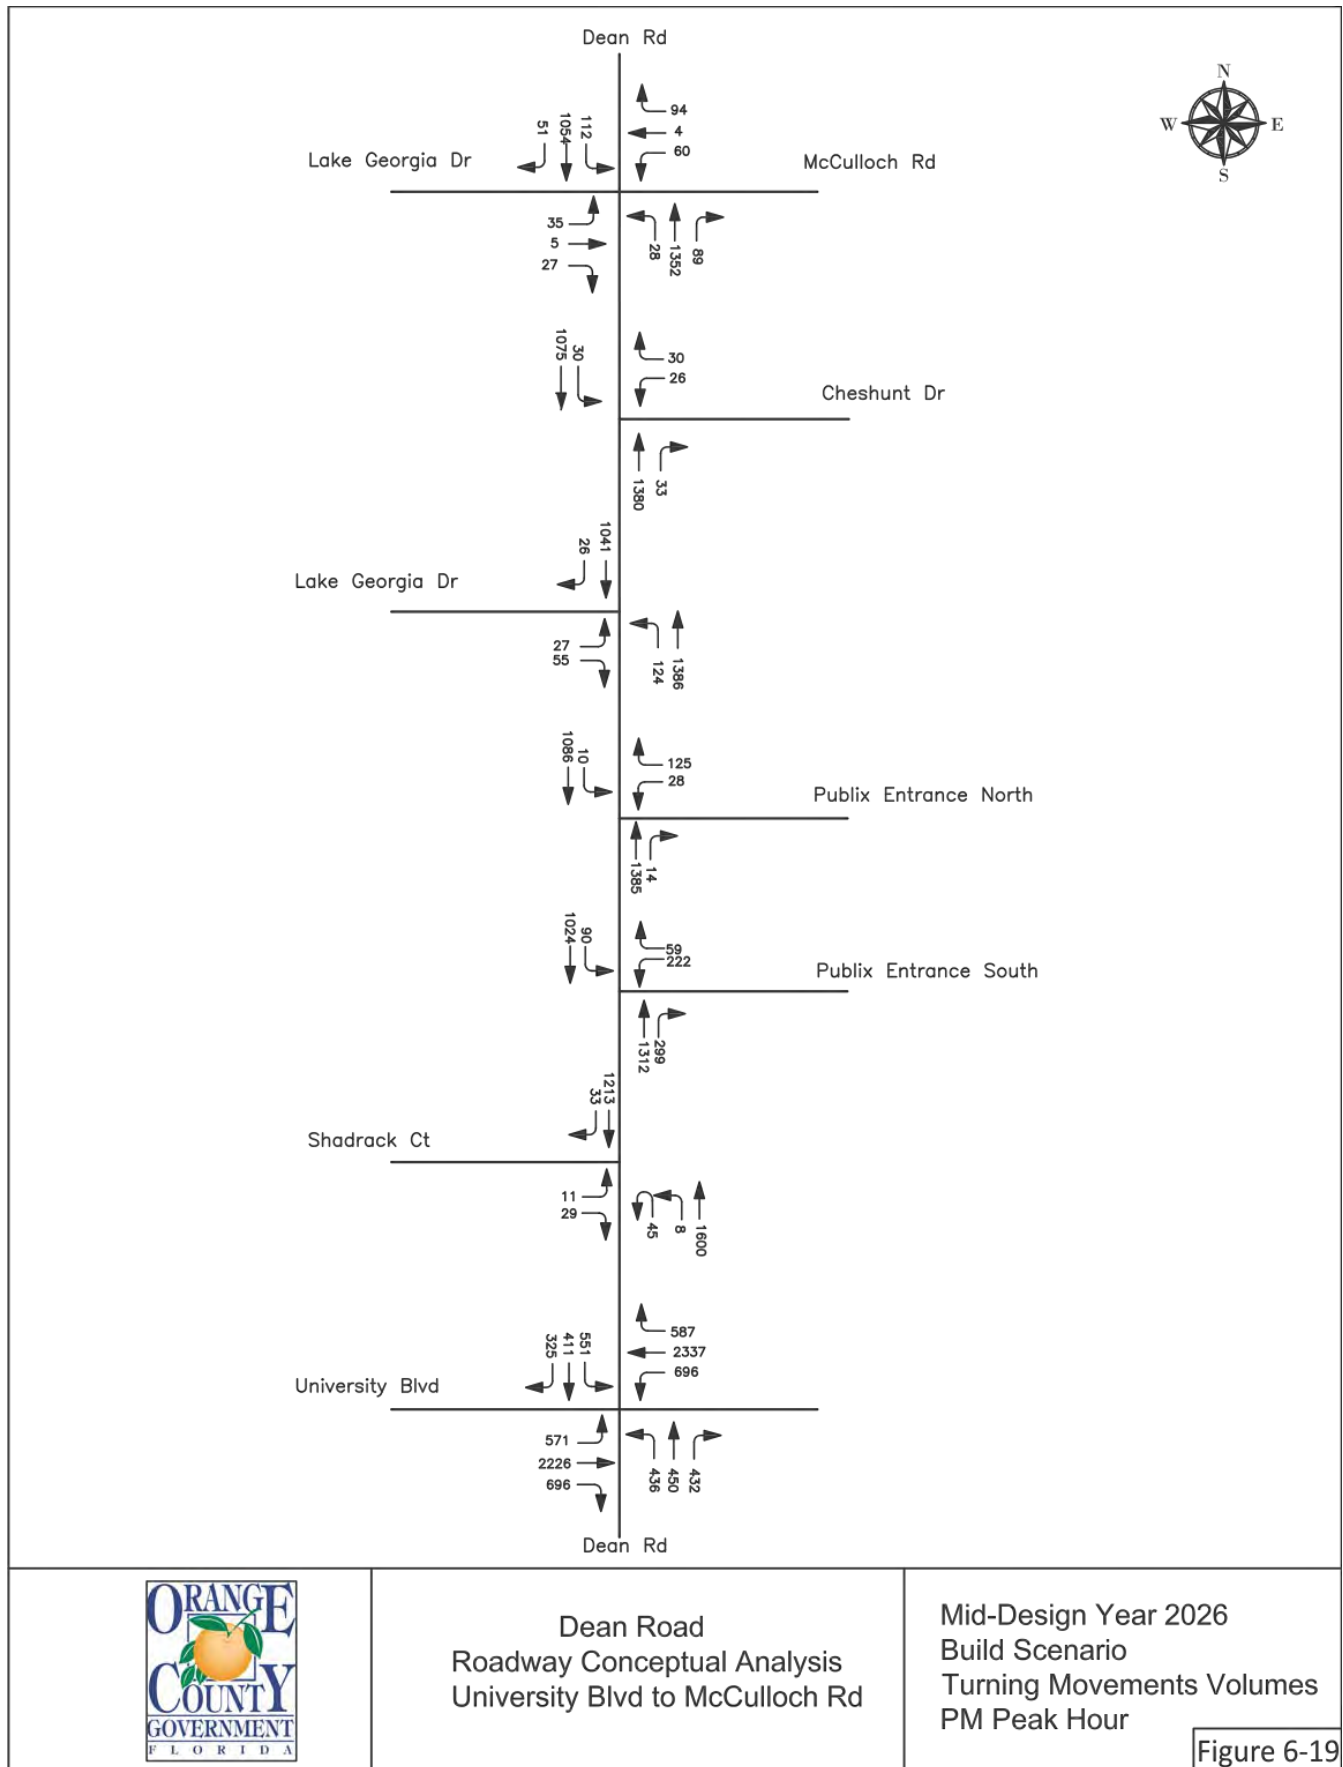 Dean Rd
N
W E
S
94
4
60
51
1054
112
Lake Georgia Dr
McCulloch Rd
35
5
27
28
1352
89
1075
30
30
26
Cheshunt Dr
1380
33
26
1041
Lake Georgia Dr
27
55
124
1386
1086
10
125
28
Publix Entrance North
1385
14
1024
90
59
222
Publix Entrance South
1312
299
33
1213
Shadrack Ct
11
29
45
8
1600
325
411
551
587
2337
696
University Blvd
571
2226
696
436
450
432
Dean Rd
ORANGE
COUNTY
GOVERNMENT
FLORIDA
Dean Road
Roadway Conceptual Analysis
University Blvd to McCulloch Rd
Mid-Design Year 2026
Build Scenario
Turning Movements Volumes
PM Peak Hour
Figure 6-19